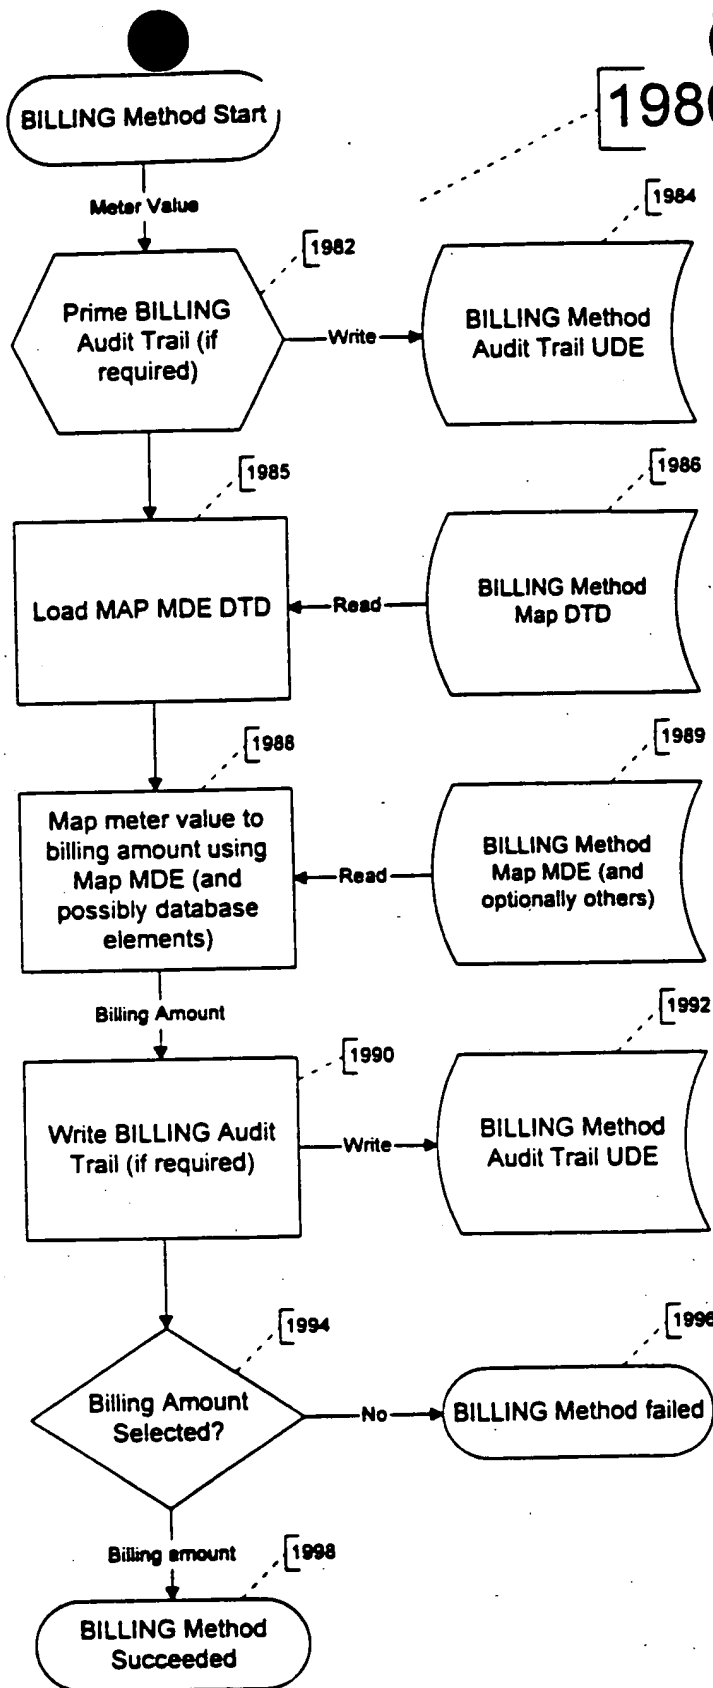 BILLING Method Start
198
Meter Value
1982
1984
Prime BILLING
Audit Trail (if
required)
Write
BILLING Method
Audit Trail UDE
1985
1986
Load MAP MDE DTD
Read
BILLING Method
Map DTD
1988
1989
Map meter value to
billing amount using
Map MDE (and
possibly database
elements)
Read
BILLING Method
Map MDE (and
optionally others)
Billing Amount
1990
1992
Write BILLING Audit
Trail (if required)
Write
BILLING Method
Audit Trail UDE
1994
1996
Billing Amount
Selected?
No
BILLING Method failed
Billing amount
1998
BILLING Method
Succeeded